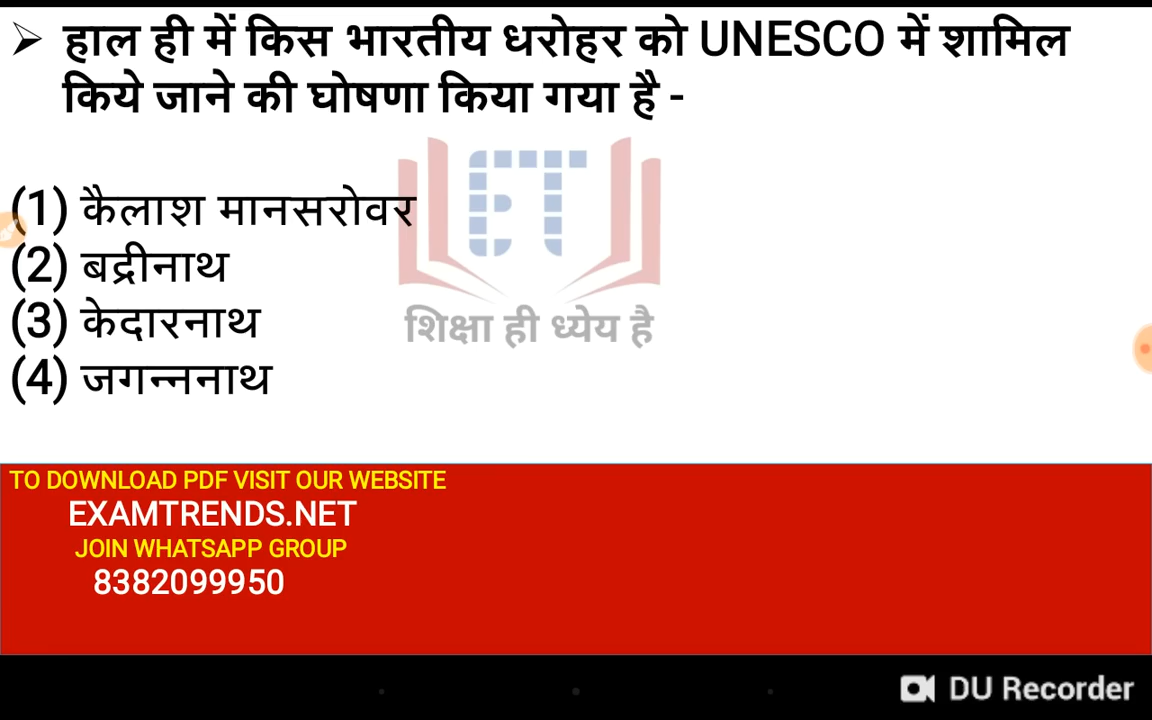 ➢ हाल ही में किस भारतीय धरोहर को UNESCO में शामिल
किये जाने की घोषणा किया गया है -
(1) कैलाश मानसरोवर
(2) बद्रीनाथ
(3) केदारनाथ
(4) जगन्ननाथ
ET
शिक्षा ही ध्येय है
TO DOWNLOAD PDF VISIT OUR WEBSITE
EXAMTRENDS.NET
JOIN WHATSAPP GROUP
8382099950
DU Recorder